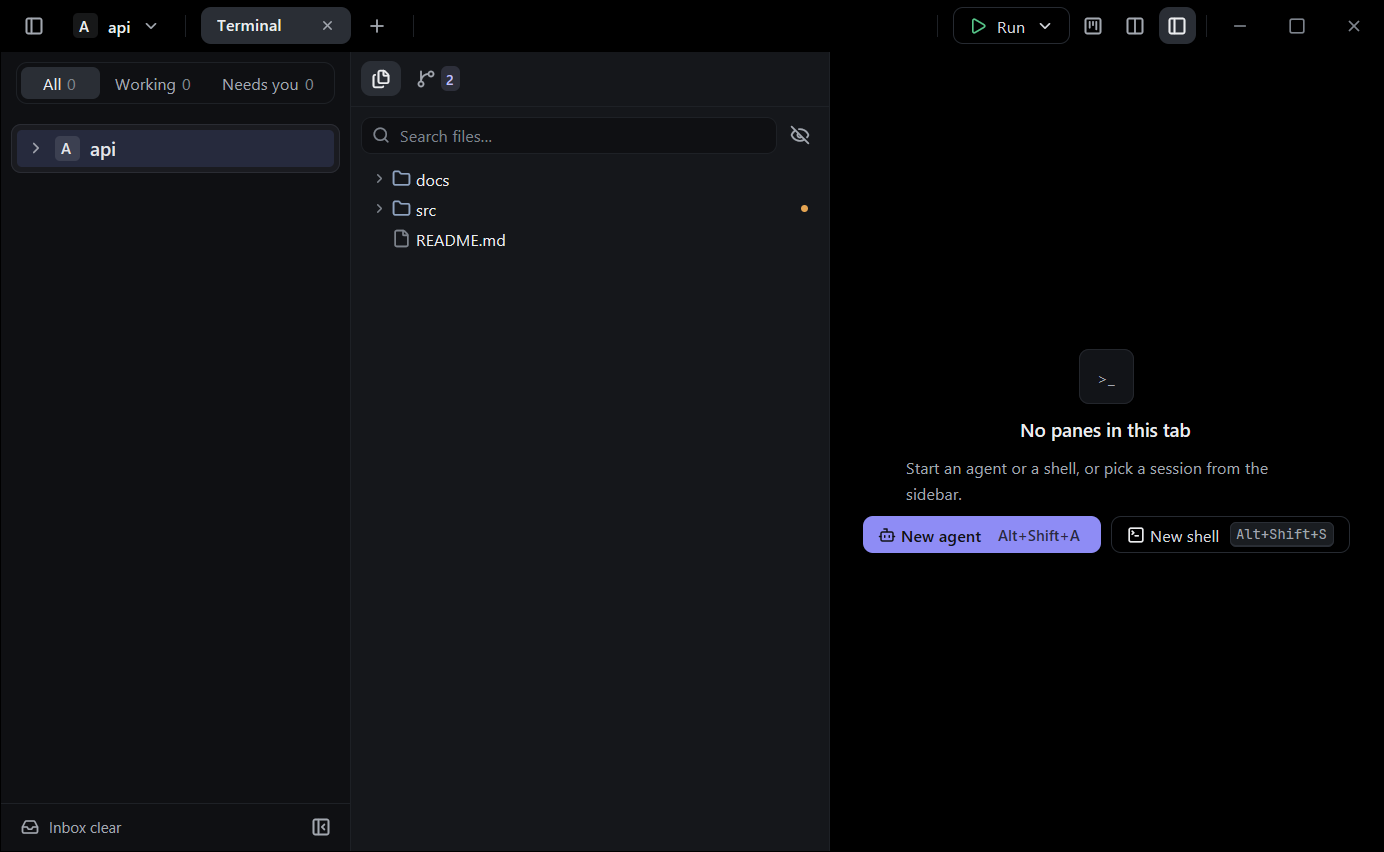 A api
Terminal
Run
All 0
Working 0
Needs you 0
2
A api
Search files...
docs
src
README.md
>_
No panes in this tab
Start an agent or a shell, or pick a session from the
sidebar.
New agent Alt+Shift+A
New shell Alt+Shift+S
Inbox clear